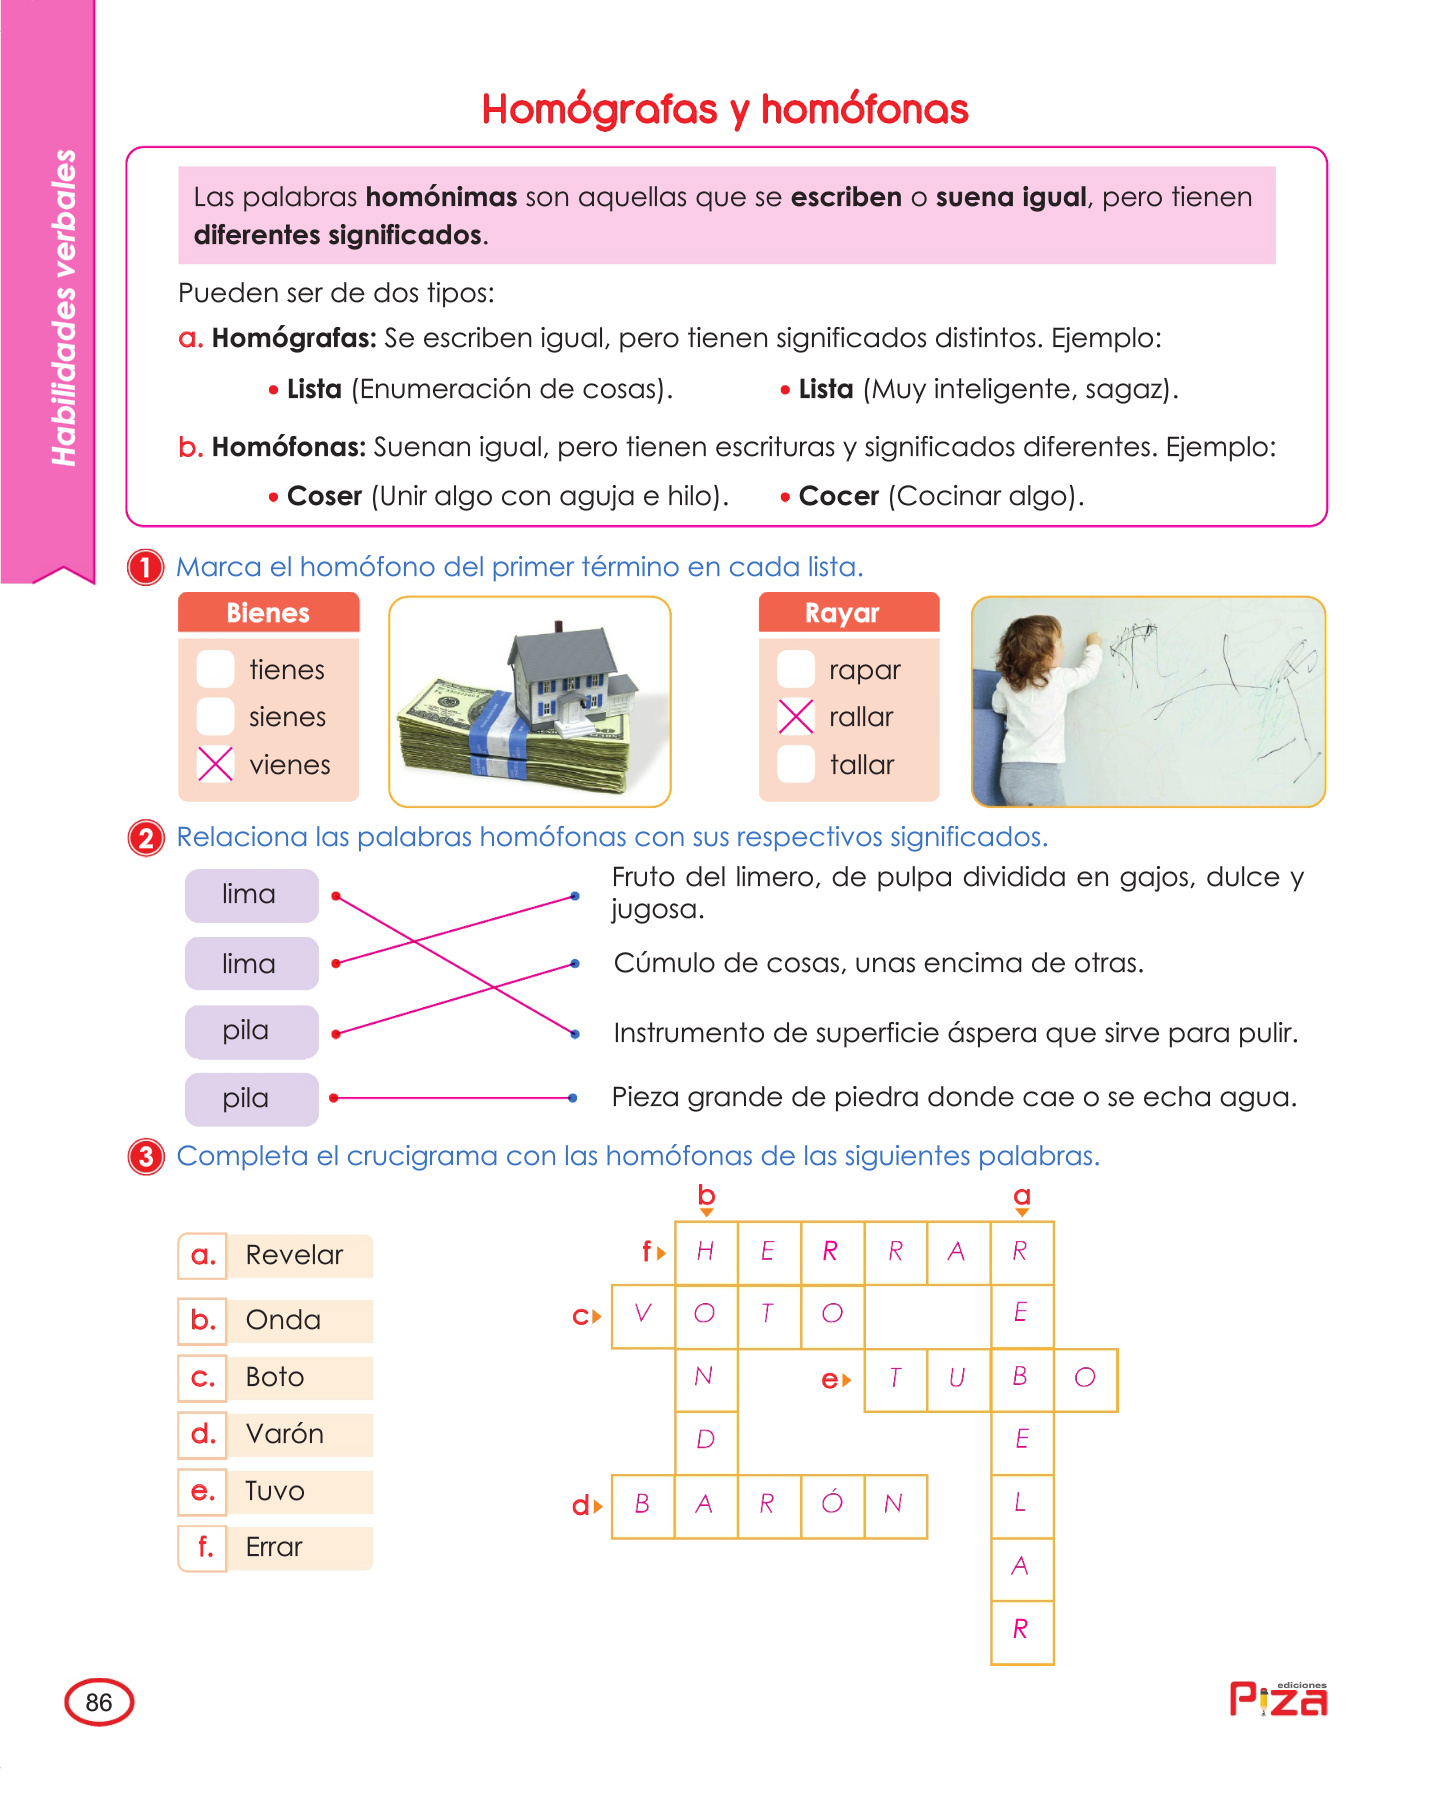 Habilidades verbales
Homógrafas y homófonas
Las palabras homónimas son aquellas que se escriben o suena igual, pero tienen
diferentes significados.
Pueden ser de dos tipos:
a. Homógrafas: Se escriben igual, pero tienen significados distintos. Ejemplo:
• Lista (Enumeración de cosas). • Lista (Muy inteligente, sagaz).
b. Homófonas: Suenan igual, pero tienen escrituras y significados diferentes. Ejemplo:
• Coser (Unir algo con aguja e hilo). • Cocer (Cocinar algo).
1 Marca el homófono del primer término en cada lista.
Bienes
tienes
sienes
vienes
Rayar
rapar
rallar
tallar
2 Relaciona las palabras homófonas con sus respectivos significados.
lima
lima
pila
pila
Fruto del limero, de pulpa dividida en gajos, dulce y
jugosa.
Cúmulo de cosas, unas encima de otras.
Instrumento de superficie áspera que sirve para pulir.
Pieza grande de piedra donde cae o se echa agua.
3 Completa el crucigrama con las homófonas de las siguientes palabras.
a. Revelar
b. Onda
c. Boto
d. Varón
e. Tuvo
f. Errar
b a
f H E R R A R
c V O T O E
N e T U B O
D E
d B A R Ó N L
A
R
86
ediciones
Piza